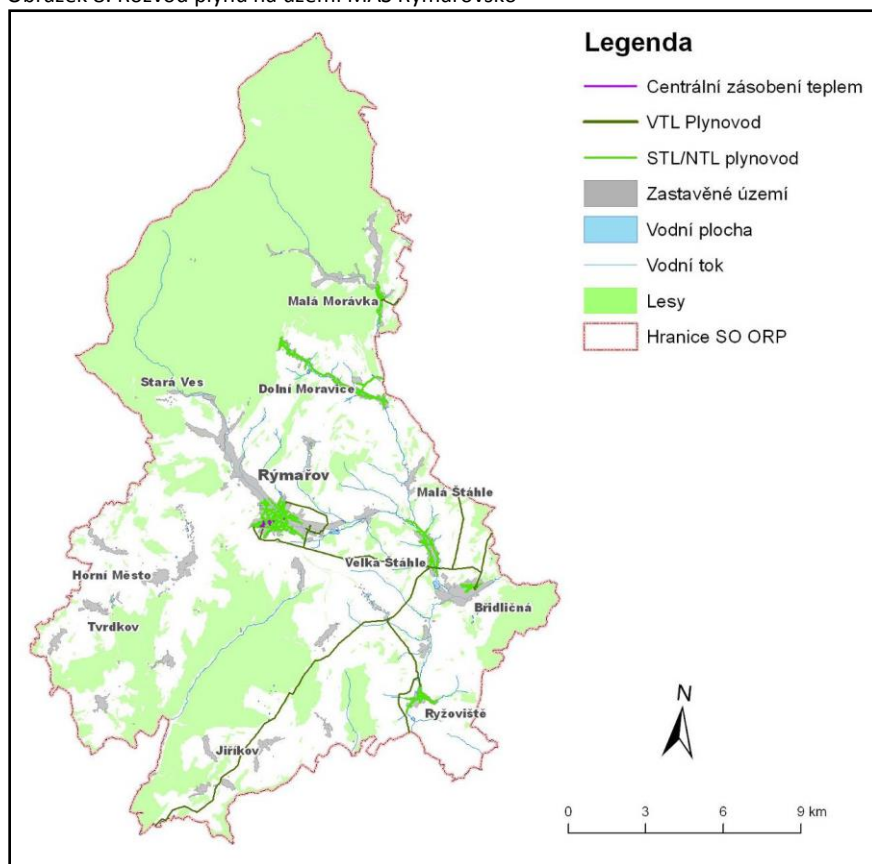 Obrázek 8: Rozvod plynu na území MAS Rýmařovsko
Legenda
Centrální zásobení teplem
VTL Plynovod
STL/NTL plynovod
Zastavěné území
Vodní plocha
Vodní tok
Lesy
Hranice SO ORP
Malá Morávka
Stará Ves
Dolní Moravice
Rýmařov
Malá Štáhle
Velká Štáhle
Horní Město
Břidličná
Tvrdkov
Ryžoviště
Jiříkov
N
0 3 6 9 km